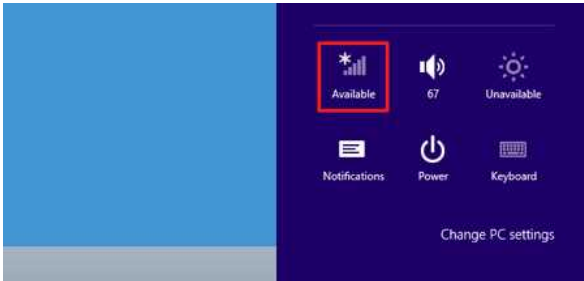 Available 67 Unavailable
Notifications Power Keyboard
Change PC settings